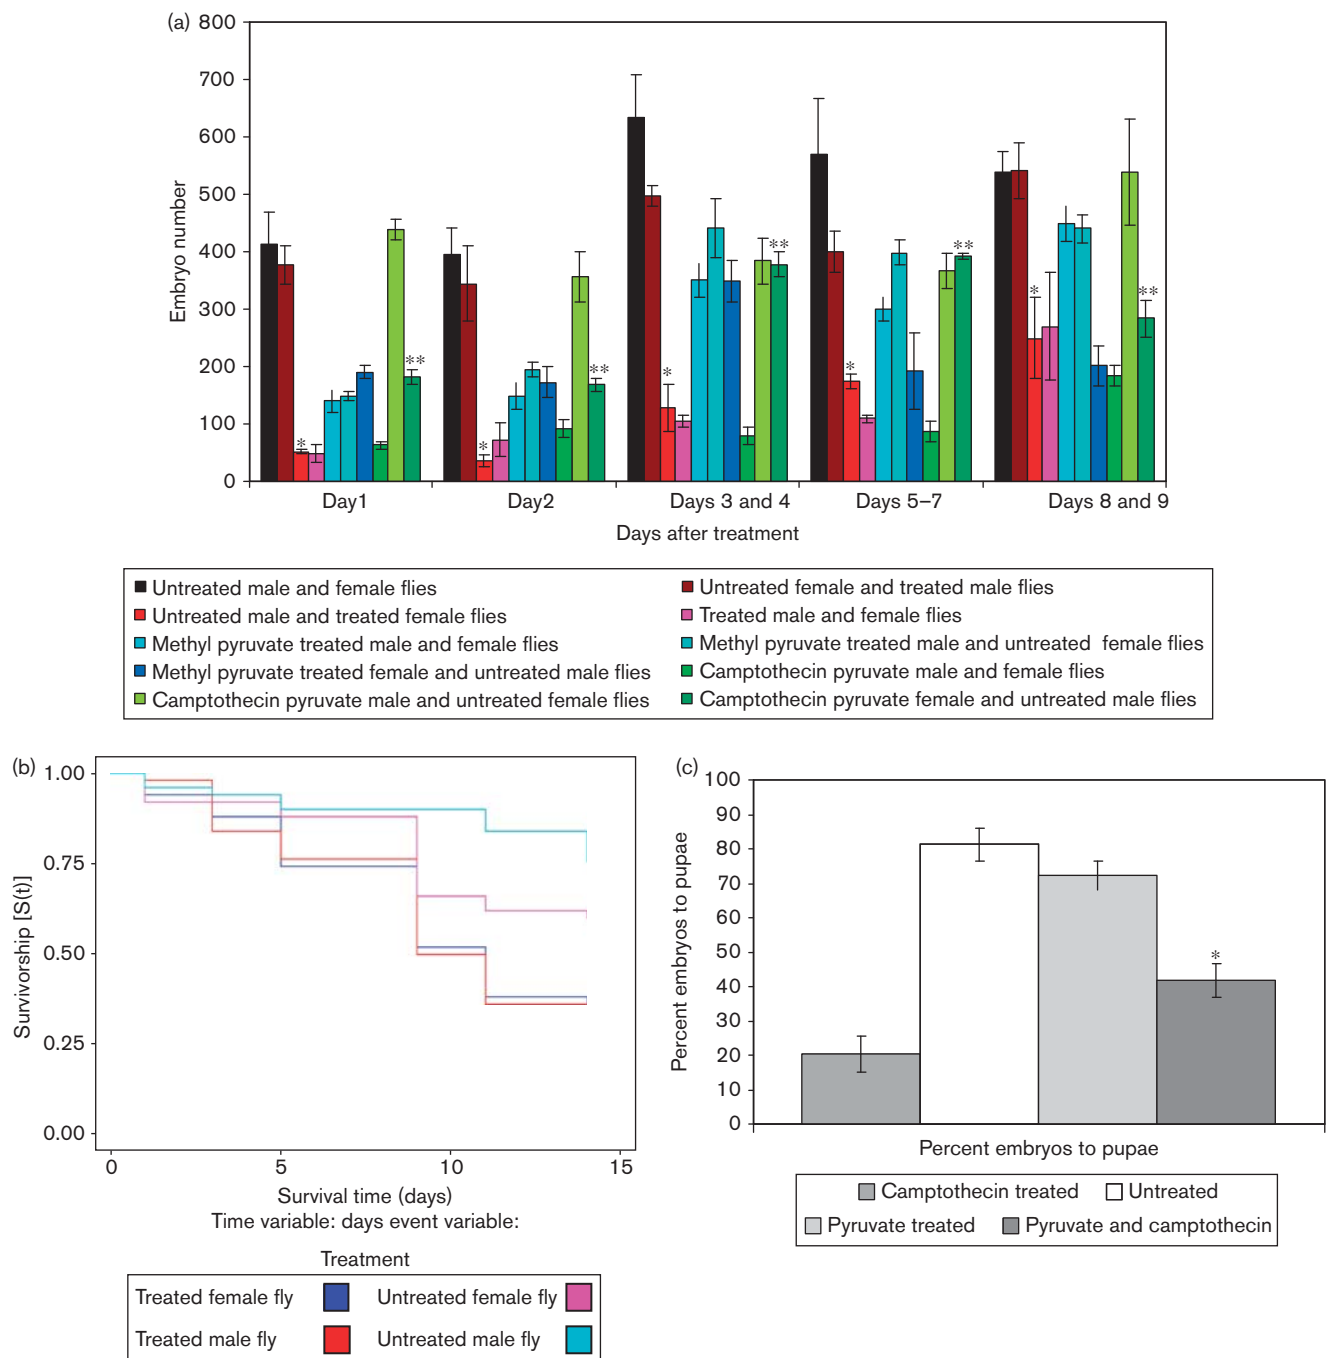 (a)
800
700
600
500
400
300
200
100
0
Embryo number
*
**
*
**
*
**
*
**
*
**
Day1 Day2 Days 3 and 4 Days 5–7 Days 8 and 9
Days after treatment
Untreated male and female flies
Untreated female and treated male flies
Untreated male and treated female flies
Treated male and female flies
Methyl pyruvate treated male and female flies
Methyl pyruvate treated male and untreated female flies
Methyl pyruvate treated female and untreated male flies
Camptothecin pyruvate male and female flies
Camptothecin pyruvate male and untreated female flies
Camptothecin pyruvate female and untreated male flies
(b)
1.00
0.75
0.50
0.25
0.00
Survivorship [S(t)]
0 5 10 15
Survival time (days)
Time variable: days event variable:
Treatment
Treated female fly Untreated female fly
Treated male fly Untreated male fly
(c)
100
90
80
70
60
50
40
30
20
10
0
Percent embryos to pupae
*
Percent embryos to pupae
Camptothecin treated Untreated
Pyruvate treated Pyruvate and camptothecin